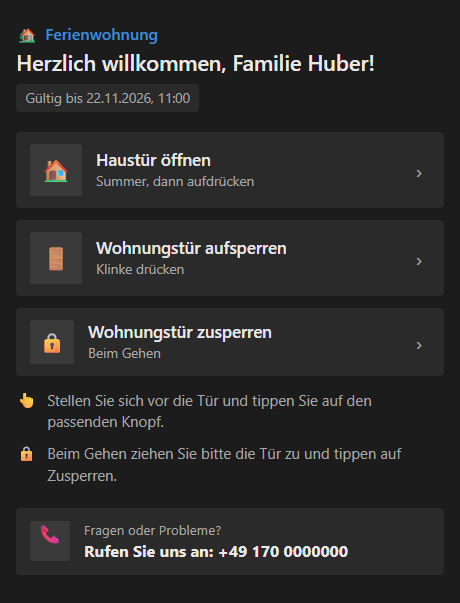 Ferienwohnung
Herzlich willkommen, Familie Huber!
Gültig bis 22.11.2026, 11:00
Haustür öffnen
Summer, dann aufdrücken
Wohnungstür aufsperren
Klinke drücken
Wohnungstür zusperren
Beim Gehen
Stellen Sie sich vor die Tür und tippen Sie auf den
passenden Knopf.
Beim Gehen ziehen Sie bitte die Tür zu und tippen auf
Zusperren.
Fragen oder Probleme?
Rufen Sie uns an: +49 170 0000000